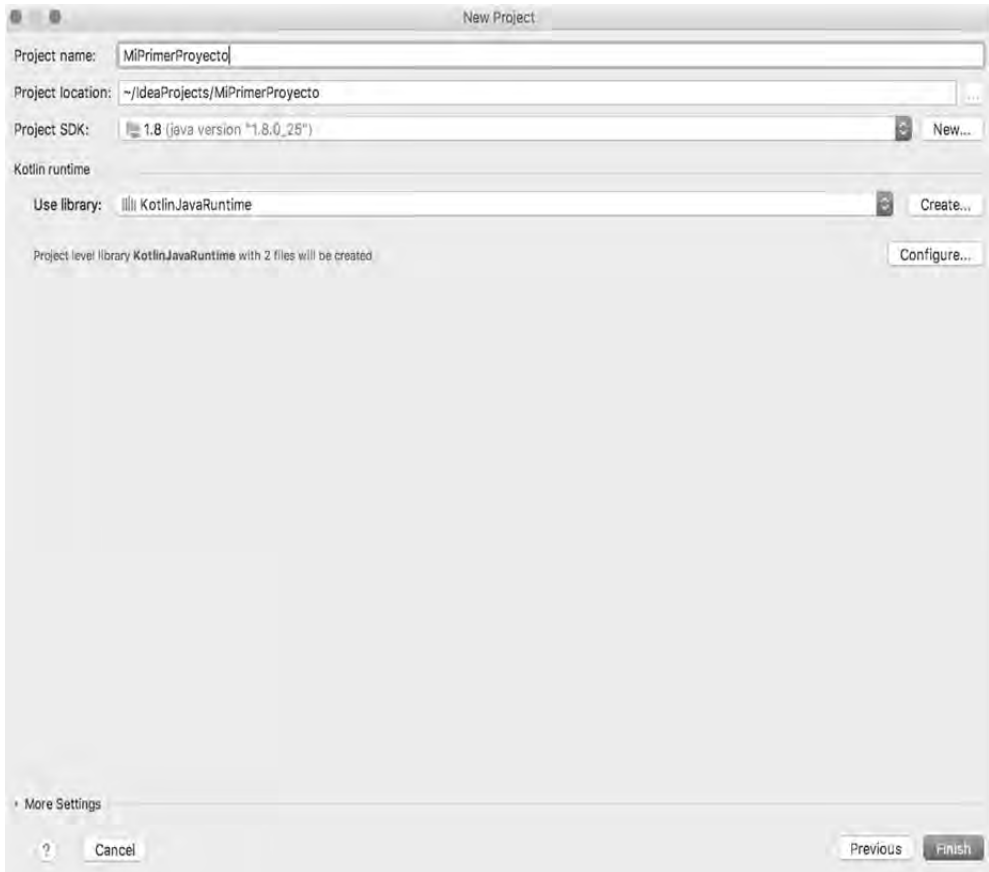 New Project
Project name: MiPrimerProyecto
Project location: ~/IdeaProjects/MiPrimerProyecto ...
Project SDK: 1.8 (java version "1.8.0_25") New...
Kotlin runtime
Use library: KotlinJavaRuntime Create...
Project level library KotlinJavaRuntime with 2 files will be created Configure...
More Settings
? Cancel Previous Finish